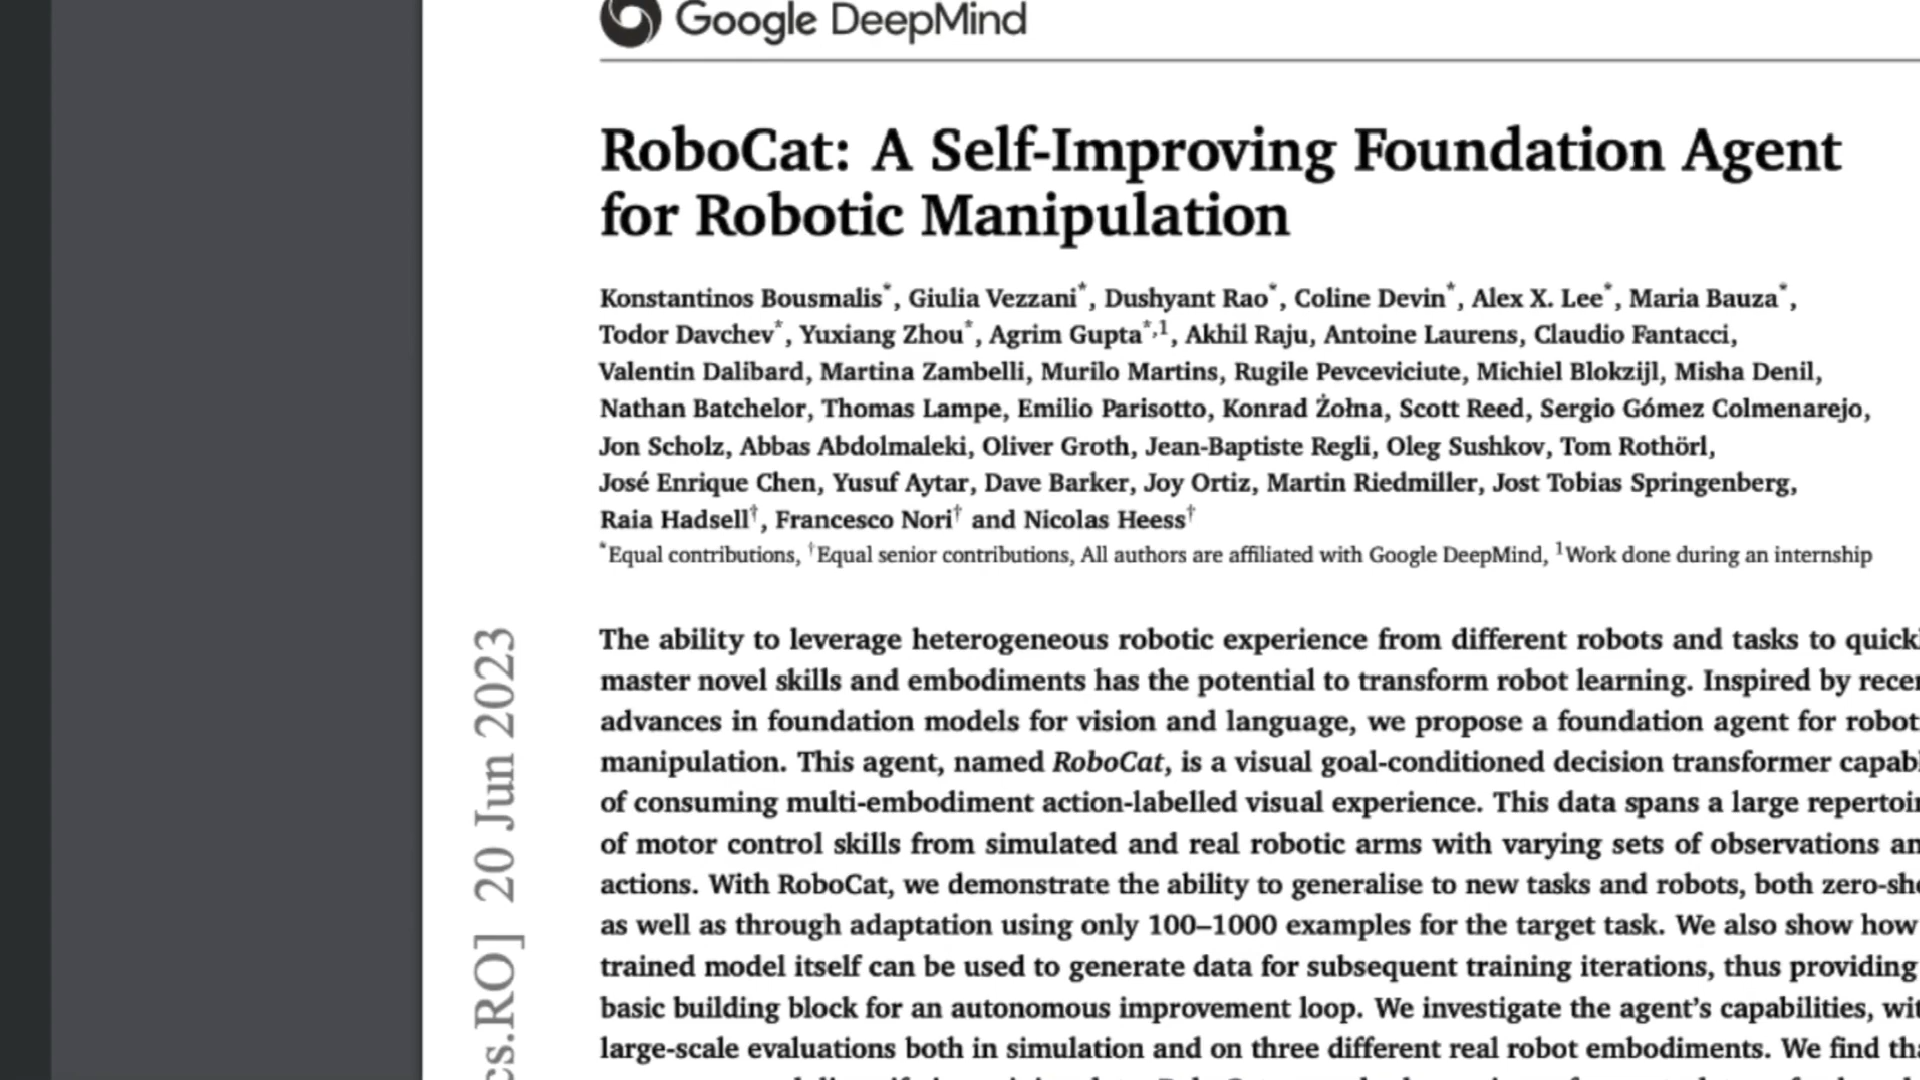 Google DeepMind
RoboCat: A Self-Improving Foundation Agent
for Robotic Manipulation
Konstantinos Bousmalis*, Giulia Vezzani*, Dushyant Rao*, Coline Devin*, Alex X. Lee*, Maria Bauza*,
Todor Davchev*, Yuxiang Zhou*, Agrim Gupta*,1, Akhil Raju, Antoine Laurens, Claudio Fantacci,
Valentin Dalibard, Martina Zambelli, Murilo Martins, Rugile Pevceviciute, Michiel Blokzijl, Misha Denil,
Nathan Batchelor, Thomas Lampe, Emilio Parisotto, Konrad Żołna, Scott Reed, Sergio Gómez Colmenarejo,
Jon Scholz, Abbas Abdolmaleki, Oliver Groth, Jean-Baptiste Regli, Oleg Sushkov, Tom Rothörl,
José Enrique Chen, Yusuf Aytar, Dave Barker, Joy Ortiz, Martin Riedmiller, Jost Tobias Springenberg,
Raia Hadsell†, Francesco Nori† and Nicolas Heess†
*Equal contributions, †Equal senior contributions, All authors are affiliated with Google DeepMind, 1Work done during an internship
The ability to leverage heterogeneous robotic experience from different robots and tasks to
master novel skills and embodiments has the potential to transform robot learning. Inspired by
advances in foundation models for vision and language, we propose a foundation agent for
manipulation. This agent, named RoboCat, is a visual goal-conditioned decision transformer
of consuming multi-embodiment action-labelled visual experience. This data spans a large
of motor control skills from simulated and real robotic arms with varying sets of observations
actions. With RoboCat, we demonstrate the ability to generalise to new tasks and robots, both
as well as through adaptation using only 100–1000 examples for the target task. We also show how
trained model itself can be used to generate data for subsequent training iterations, thus providing
basic building block for an autonomous improvement loop. We investigate the agent's capabilities,
large-scale evaluations both in simulation and on three different real robot embodiments. We find
cs.RO] 20 Jun 2023